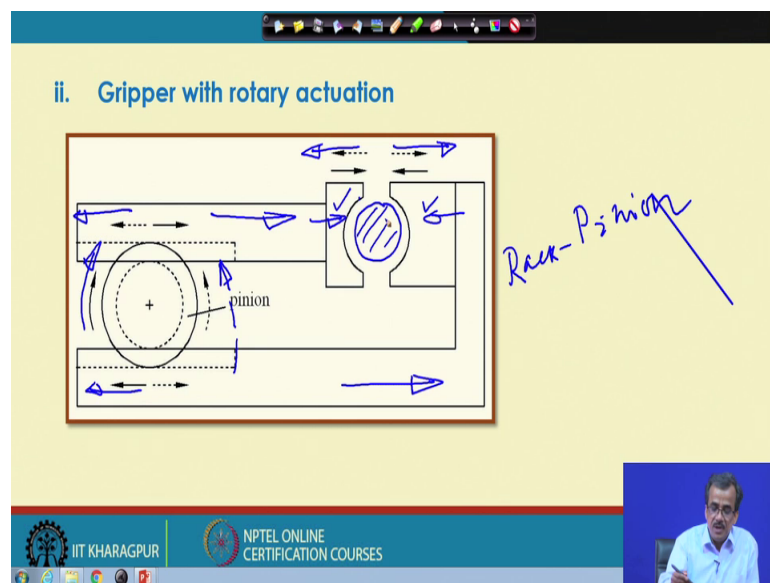 ii. Gripper with rotary actuation
Rack-Pinion
pinion
IIT KHARAGPUR
NPTEL ONLINE
CERTIFICATION COURSES